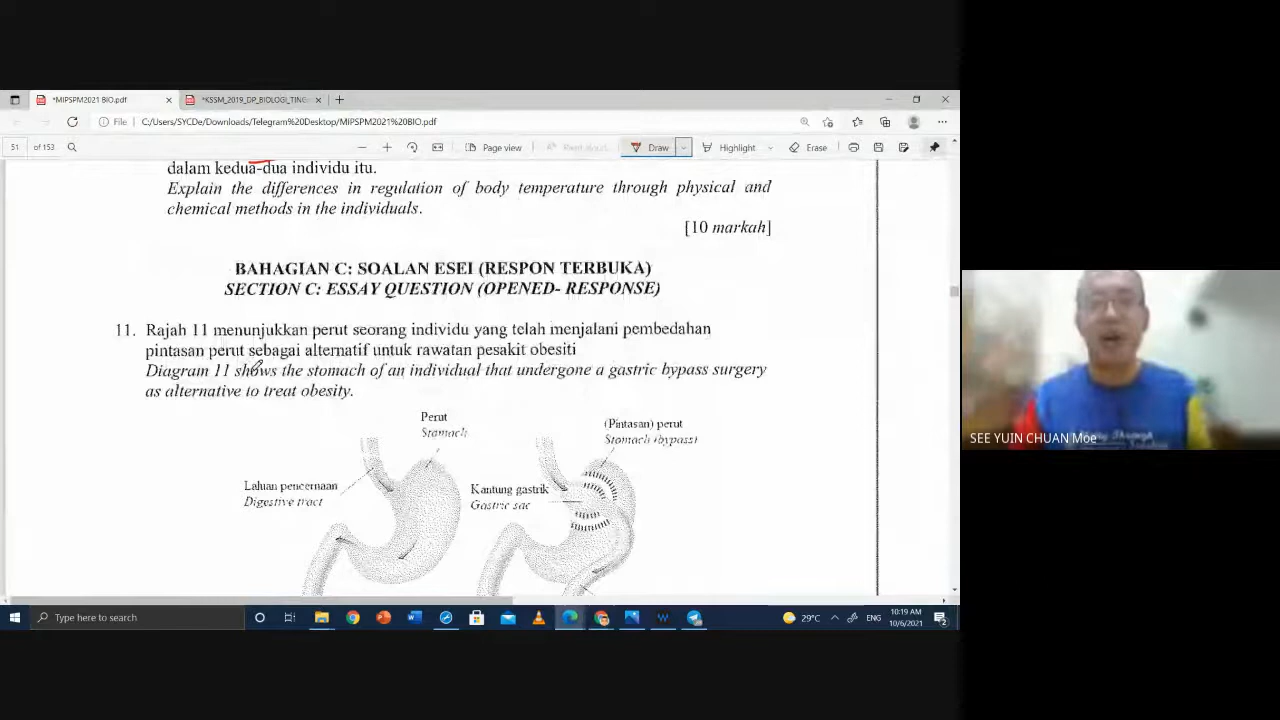 *MIPSPM2021 BIO.pdf
*KSSM_2019_DP_BIOLOGI_TING
File
C:/Users/SYCDe/Downloads/Telegram%20Desktop/MIPSPM2021%20BIO.pdf
51 of 153
Page view
Read aloud
Draw
Highlight
Erase
dalam kedua-dua individu itu.
Explain the differences in regulation of body temperature through physical and
chemical methods in the individuals.
[10 markah]
BAHAGIAN C: SOALAN ESEI (RESPON TERBUKA)
SECTION C: ESSAY QUESTION (OPENED- RESPONSE)
11. Rajah 11 menunjukkan perut seorang individu yang telah menjalani pembedahan
pintasan perut sebagai alternatif untuk rawatan pesakit obesiti
Diagram 11 shows the stomach of an individual that undergone a gastric bypass surgery
as alternative to treat obesity.
Perut
Stomach
(Pintasan) perut
Stomach (bypass)
Laluan pencernaan
Digestive tract
Kantung gastrik
Gastric sac
SEE YUIN CHUAN Moe
Type here to search
29°C
ENG
10:19 AM
10/6/2021
2